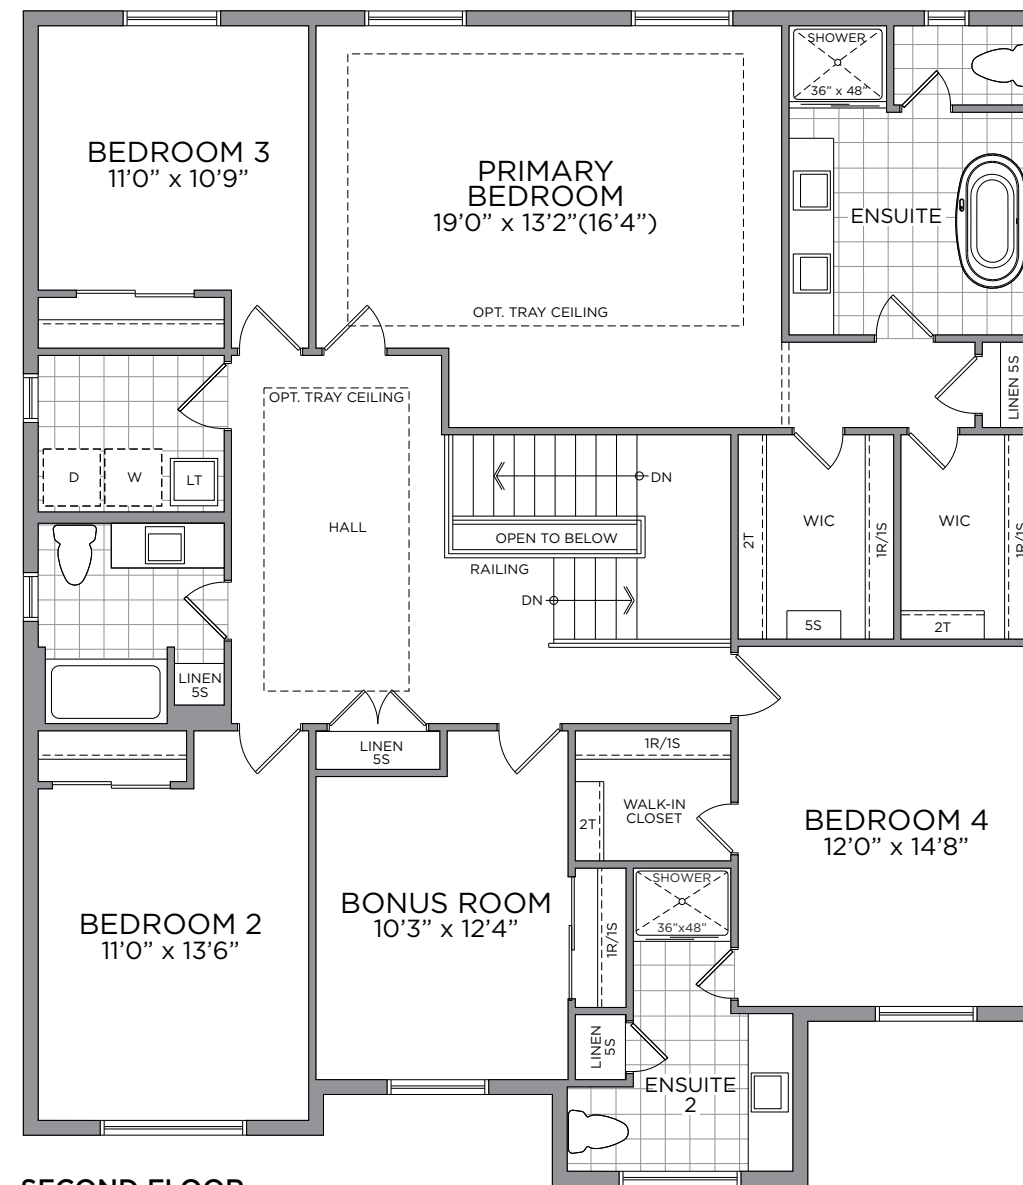 SHOWER
36” x 48”
BEDROOM 3
11’0” x 10’9”
PRIMARY
BEDROOM
19’0” x 13’2”(16’4”)
ENSUITE
OPT. TRAY CEILING
LINEN 5S
OPT. TRAY CEILING
D
W
LT
DN
HALL
OPEN TO BELOW
RAILING
DN
2T
WIC
1R/1S
5S
WIC
1R/1S
2T
LINEN
5S
LINEN
5S
1R/1S
WALK-IN
CLOSET
2T
BEDROOM 4
12’0” x 14’8”
SHOWER
36”x48”
BONUS ROOM
10’3” x 12’4”
1R/1S
BEDROOM 2
11’0” x 13’6”
LINEN
5S
ENSUITE
2
SECOND FLOOR